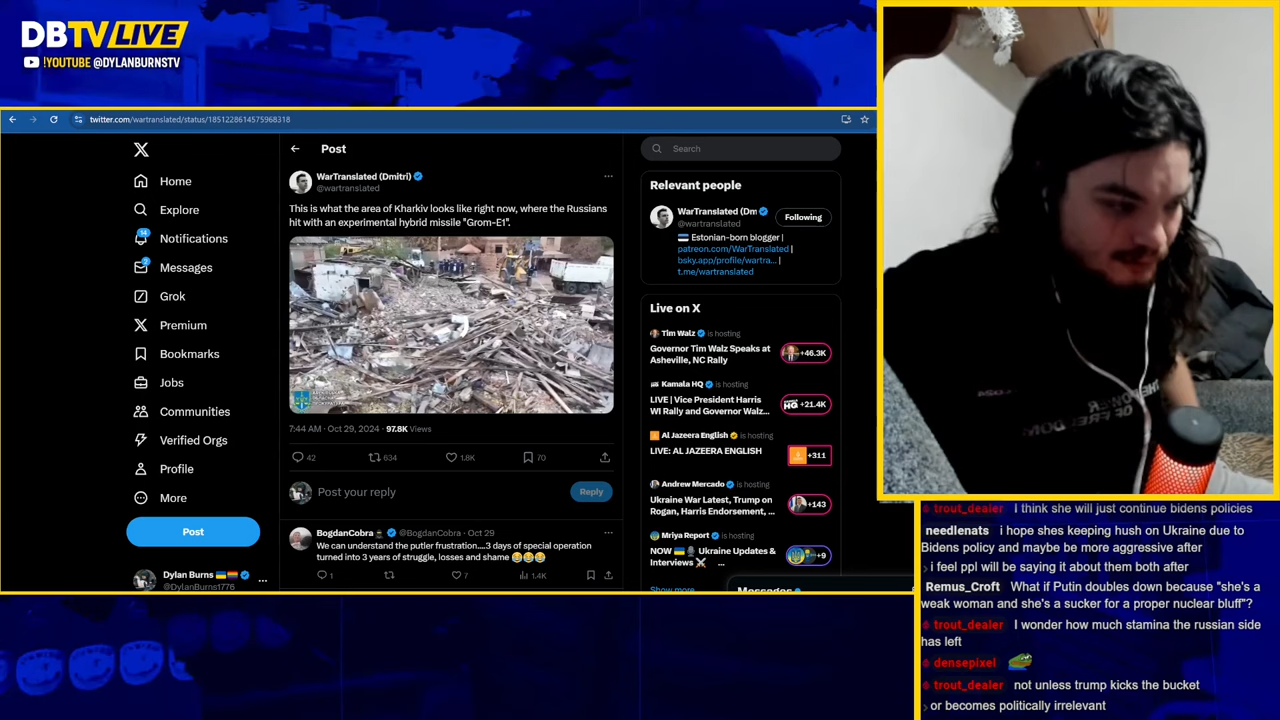 DBTV LIVE
!YOUTUBE @DYLANBURNSTV
twitter.com/wartranslated/status/1851228614575968318
Home
Explore
14
Notifications
2
Messages
Grok
Premium
Bookmarks
Jobs
Communities
Verified Orgs
Profile
More
Post
Dylan Burns
@DylanBurns1776
Post
WarTranslated (Dmitri)
@wartranslated
This is what the area of Kharkiv looks like right now, where the Russians
hit with an experimental hybrid missile "Grom-E1".
7:44 AM · Oct 29, 2024 · 97.8K Views
42
634
1.8K
70
Post your reply
Reply
BogdanCobra @BogdanCobra · Oct 29
We can understand the putler frustration....3 days of special operation
turned into 3 years of struggle, losses and shame 😂😂😂
1
7
1.4K
Search
Relevant people
WarTranslated (Dm
@wartranslated
Following
Estonian-born blogger |
patreon.com/WarTranslated |
bsky.app/profile/wartra... |
t.me/wartranslated
Live on X
Tim Walz is hosting
Governor Tim Walz Speaks at
Asheville, NC Rally
+46.3K
Kamala HQ is hosting
LIVE | Vice President Harris
WI Rally and Governor Walz...
HQ
+21.4K
Al Jazeera English is hosting
LIVE: AL JAZEERA ENGLISH
+311
Andrew Mercado is hosting
Ukraine War Latest, Trump on
Rogan, Harris Endorsement, ...
+143
Mriya Report is hosting
NOW 🇺🇦🎙 Ukraine Updates &
Interviews ⚔ ...
+9
Show more
Messages
OF FREEDOM
trout_dealer I think she will just continue bidens policies
needlenats i hope shes keeping hush on Ukraine due to
Bidens policy and maybe be more aggressive after
i feel ppl will be saying it about them both after
Remus_Croft What if Putin doubles down because "she's a
weak woman and she's a sucker for a proper nuclear bluff"?
trout_dealer I wonder how much stamina the russian side
has left
densepixel
trout_dealer not unless trump kicks the bucket
or becomes politically irrelevant